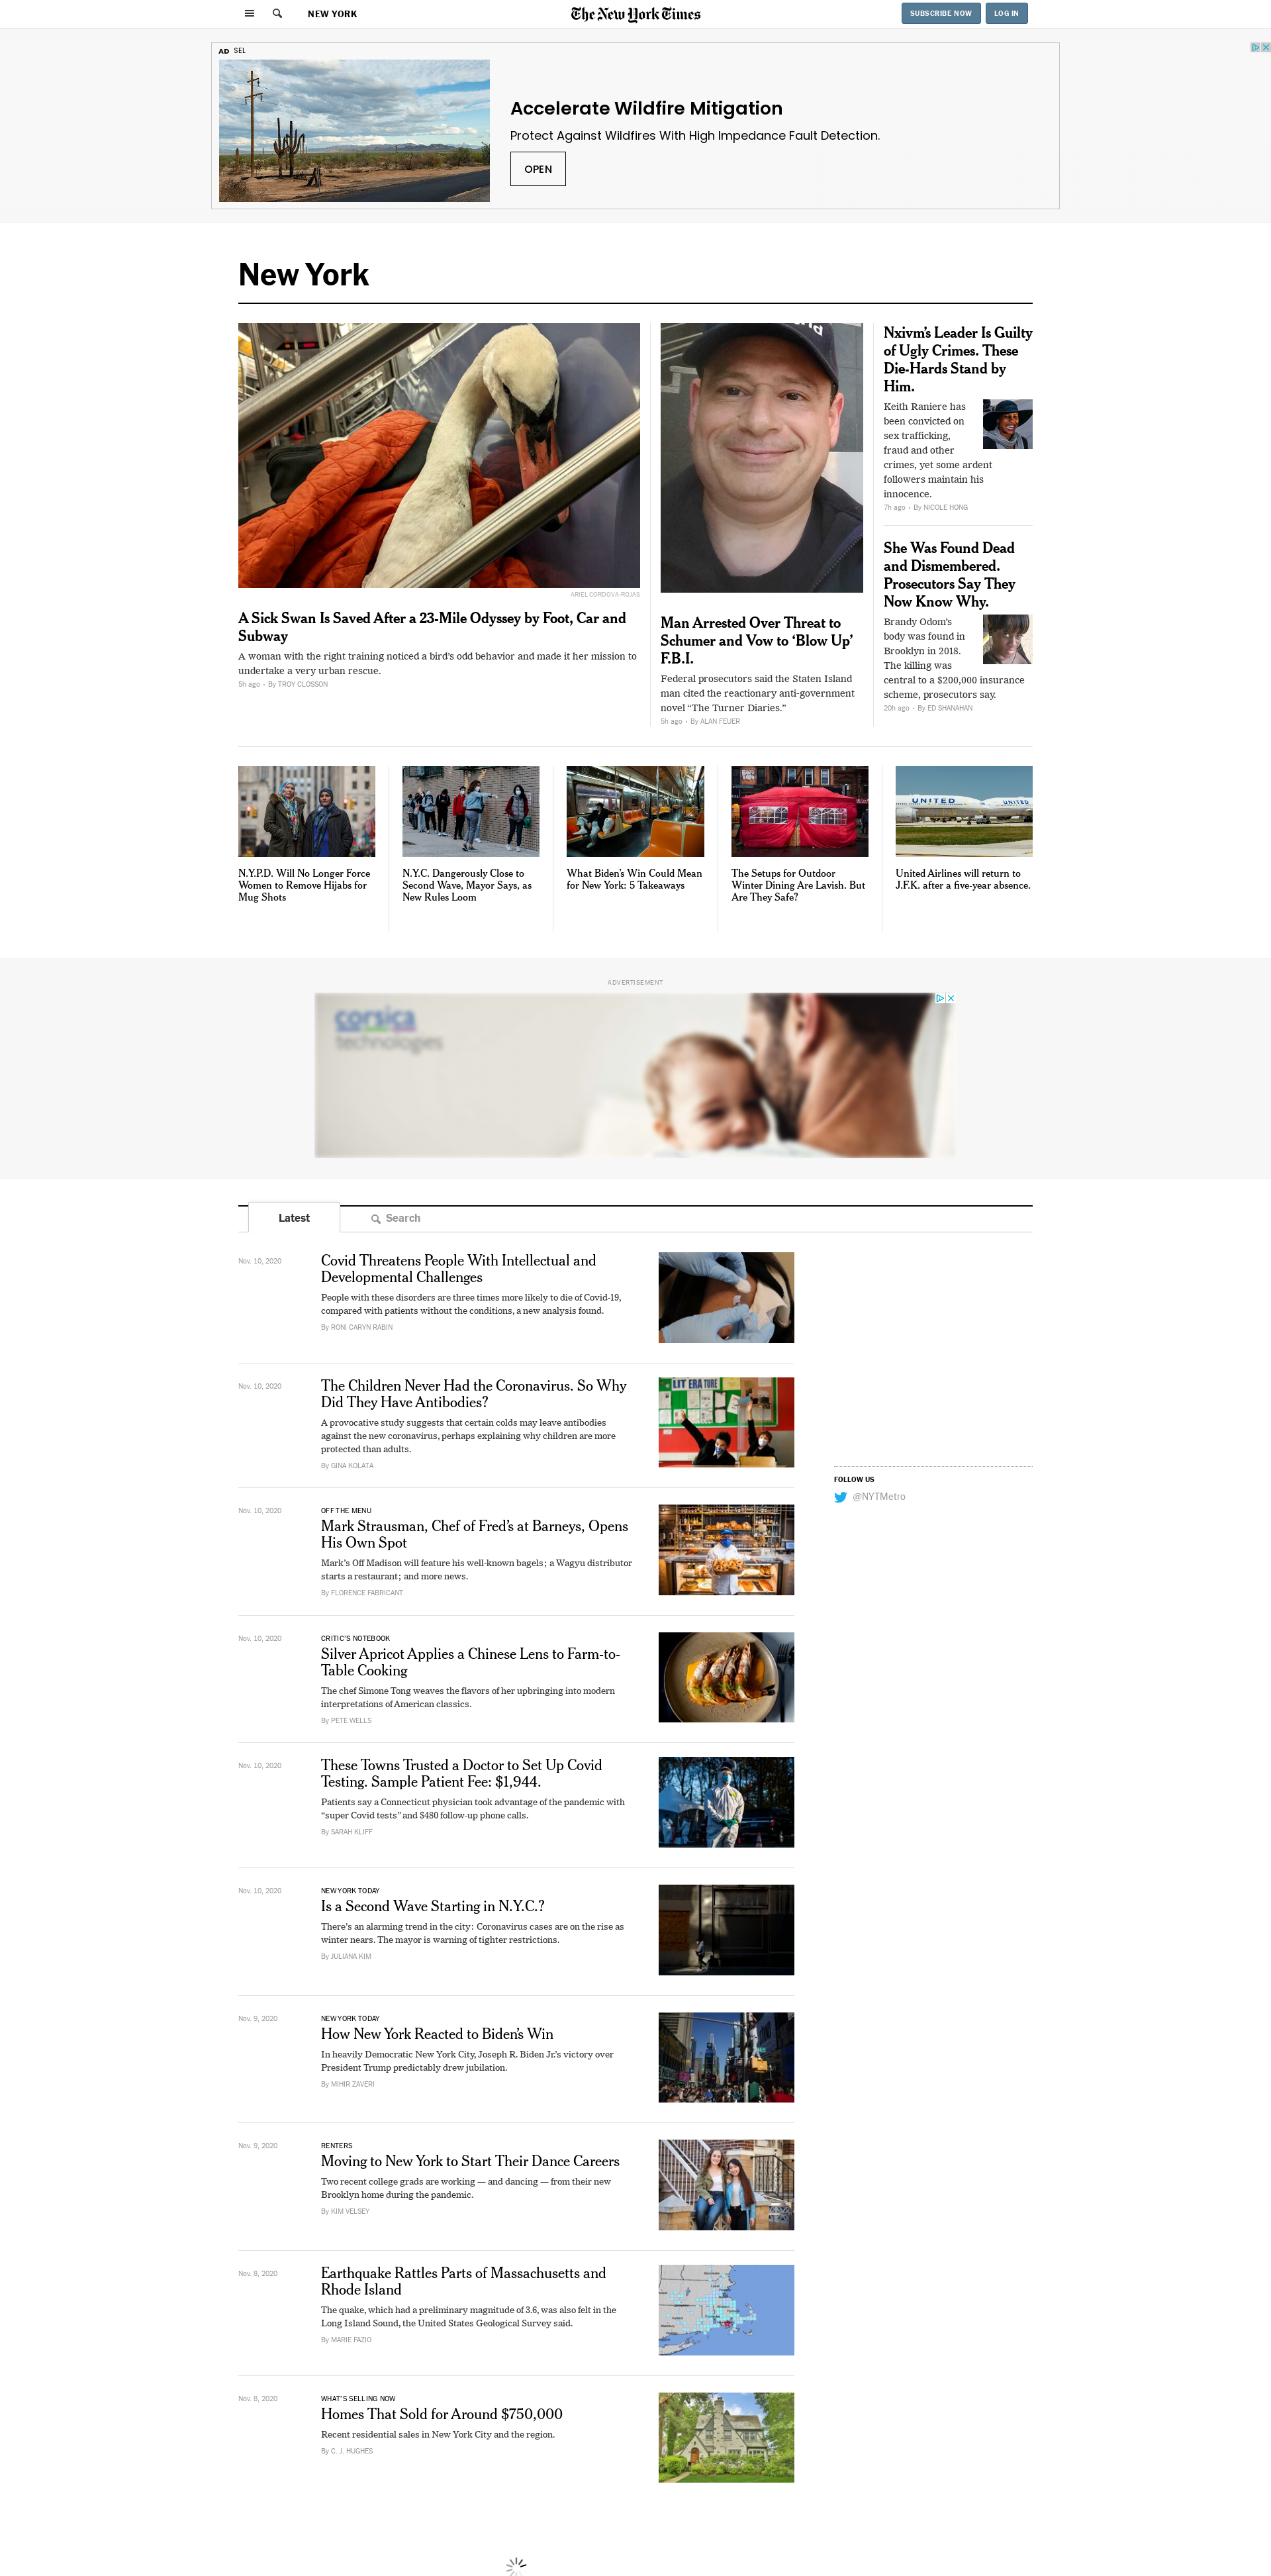 NEW YORK
The New York Times
SUBSCRIBE NOW
LOG IN
AD SEL
Accelerate Wildfire Mitigation
Protect Against Wildfires With High Impedance Fault Detection.
OPEN
New York
ARIEL CORDOVA-ROJAS
A Sick Swan Is Saved After a 23-Mile Odyssey by Foot, Car and
Subway
A woman with the right training noticed a bird's odd behavior and made it her mission to
undertake a very urban rescue.
5h ago • By TROY CLOSSON
Man Arrested Over Threat to
Schumer and Vow to ‘Blow Up’
F.B.I.
Federal prosecutors said the Staten Island
man cited the reactionary anti-government
novel “The Turner Diaries.”
5h ago • By ALAN FEUER
Nxivm’s Leader Is Guilty
of Ugly Crimes. These
Die-Hards Stand by
Him.
Keith Raniere has
been convicted on
sex trafficking,
fraud and other
crimes, yet some ardent
followers maintain his
innocence.
7h ago • By NICOLE HONG
She Was Found Dead
and Dismembered.
Prosecutors Say They
Now Know Why.
Brandy Odom’s
body was found in
Brooklyn in 2018.
The killing was
central to a $200,000 insurance
scheme, prosecutors say.
20h ago • By ED SHANAHAN
N.Y.P.D. Will No Longer Force
Women to Remove Hijabs for
Mug Shots
N.Y.C. Dangerously Close to
Second Wave, Mayor Says, as
New Rules Loom
What Biden’s Win Could Mean
for New York: 5 Takeaways
The Setups for Outdoor
Winter Dining Are Lavish. But
Are They Safe?
UNITED
UNITED
United Airlines will return to
J.F.K. after a five-year absence.
ADVERTISEMENT
corsica
technologies
Latest
Search
Nov. 10, 2020
Covid Threatens People With Intellectual and
Developmental Challenges
People with these disorders are three times more likely to die of Covid-19,
compared with patients without the conditions, a new analysis found.
By RONI CARYN RABIN
Nov. 10, 2020
The Children Never Had the Coronavirus. So Why
Did They Have Antibodies?
A provocative study suggests that certain colds may leave antibodies
against the new coronavirus, perhaps explaining why children are more
protected than adults.
By GINA KOLATA
LITERATURE
FOLLOW US
@NYTMetro
Nov. 10, 2020
OFF THE MENU
Mark Strausman, Chef of Fred’s at Barneys, Opens
His Own Spot
Mark’s Off Madison will feature his well-known bagels; a Wagyu distributor
starts a restaurant; and more news.
By FLORENCE FABRICANT
Nov. 10, 2020
CRITIC’S NOTEBOOK
Silver Apricot Applies a Chinese Lens to Farm-to-
Table Cooking
The chef Simone Tong weaves the flavors of her upbringing into modern
interpretations of American classics.
By PETE WELLS
Nov. 10, 2020
These Towns Trusted a Doctor to Set Up Covid
Testing. Sample Patient Fee: $1,944.
Patients say a Connecticut physician took advantage of the pandemic with
“super Covid tests” and $480 follow-up phone calls.
By SARAH KLIFF
Nov. 10, 2020
NEW YORK TODAY
Is a Second Wave Starting in N.Y.C.?
There’s an alarming trend in the city: Coronavirus cases are on the rise as
winter nears. The mayor is warning of tighter restrictions.
By JULIANA KIM
Nov. 9, 2020
NEW YORK TODAY
How New York Reacted to Biden’s Win
In heavily Democratic New York City, Joseph R. Biden Jr.’s victory over
President Trump predictably drew jubilation.
By MIHIR ZAVERI
Nov. 9, 2020
RENTERS
Moving to New York to Start Their Dance Careers
Two recent college grads are working — and dancing — from their new
Brooklyn home during the pandemic.
By KIM VELSEY
Nov. 8, 2020
Earthquake Rattles Parts of Massachusetts and
Rhode Island
The quake, which had a preliminary magnitude of 3.6, was also felt in the
Long Island Sound, the United States Geological Survey said.
By MARIE FAZIO
Nov. 8, 2020
WHAT’S SELLING NOW
Homes That Sold for Around $750,000
Recent residential sales in New York City and the region.
By C. J. HUGHES